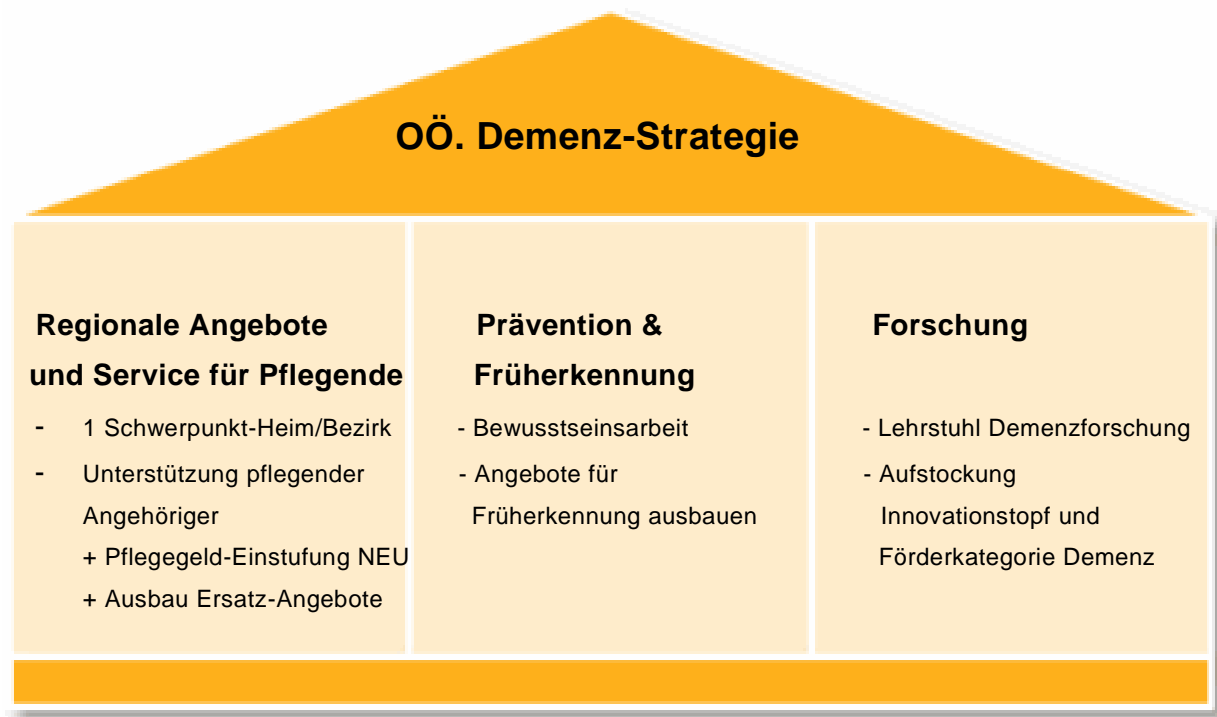 OÖ. Demenz-Strategie
Regionale Angebote
und Service für Pflegende
- 1 Schwerpunkt-Heim/Bezirk
- Unterstützung pflegender
Angehöriger
+ Pflegegeld-Einstufung NEU
+ Ausbau Ersatz-Angebote
Prävention &
Früherkennung
- Bewusstseinsarbeit
- Angebote für
Früherkennung ausbauen
Forschung
- Lehrstuhl Demenzforschung
- Aufstockung
Innovationstopf und
Förderkategorie Demenz